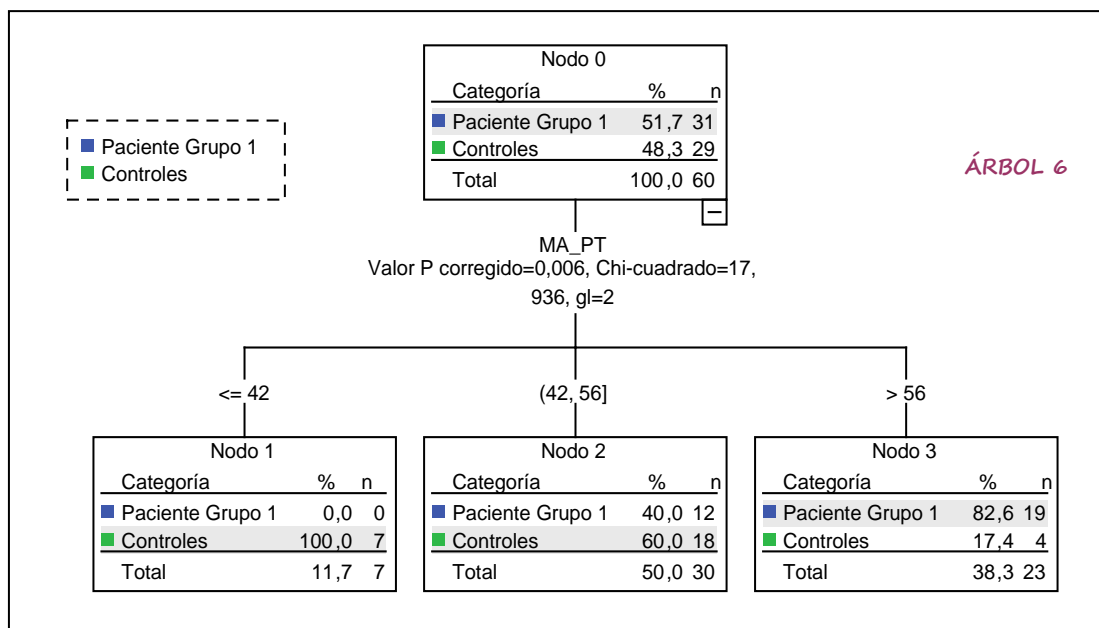 Nodo 0
Categoría % n
Paciente Grupo 1 51,7 31
Controles 48,3 29
Total 100,0 60
Paciente Grupo 1
Controles
ÁRBOL 6
MA_PT
Valor P corregido=0,006, Chi-cuadrado=17,
936, gl=2
<= 42
(42, 56]
> 56
Nodo 1
Categoría % n
Paciente Grupo 1 0,0 0
Controles 100,0 7
Total 11,7 7
Nodo 2
Categoría % n
Paciente Grupo 1 40,0 12
Controles 60,0 18
Total 50,0 30
Nodo 3
Categoría % n
Paciente Grupo 1 82,6 19
Controles 17,4 4
Total 38,3 23